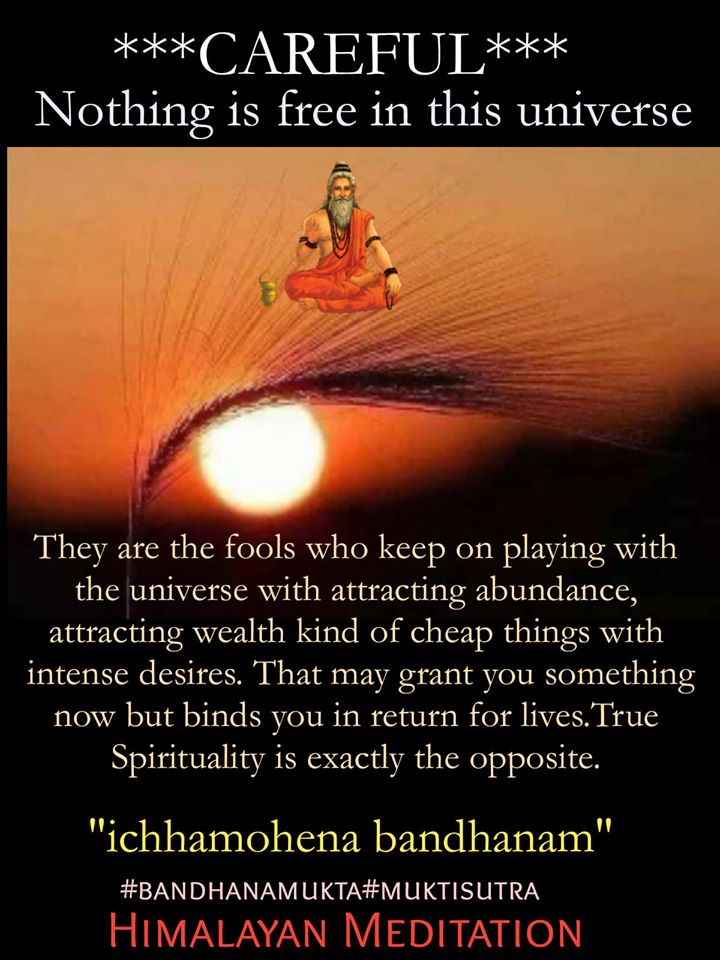 ***CAREFUL***
Nothing is free in this universe
They are the fools who keep on playing with
the universe with attracting abundance,
attracting wealth kind of cheap things with
intense desires. That may grant you something
now but binds you in return for lives.True
Spirituality is exactly the opposite.
"ichhamohena bandhanam"
#BANDHANAMUKTA#MUKTISUTRA
HIMALAYAN MEDITATION